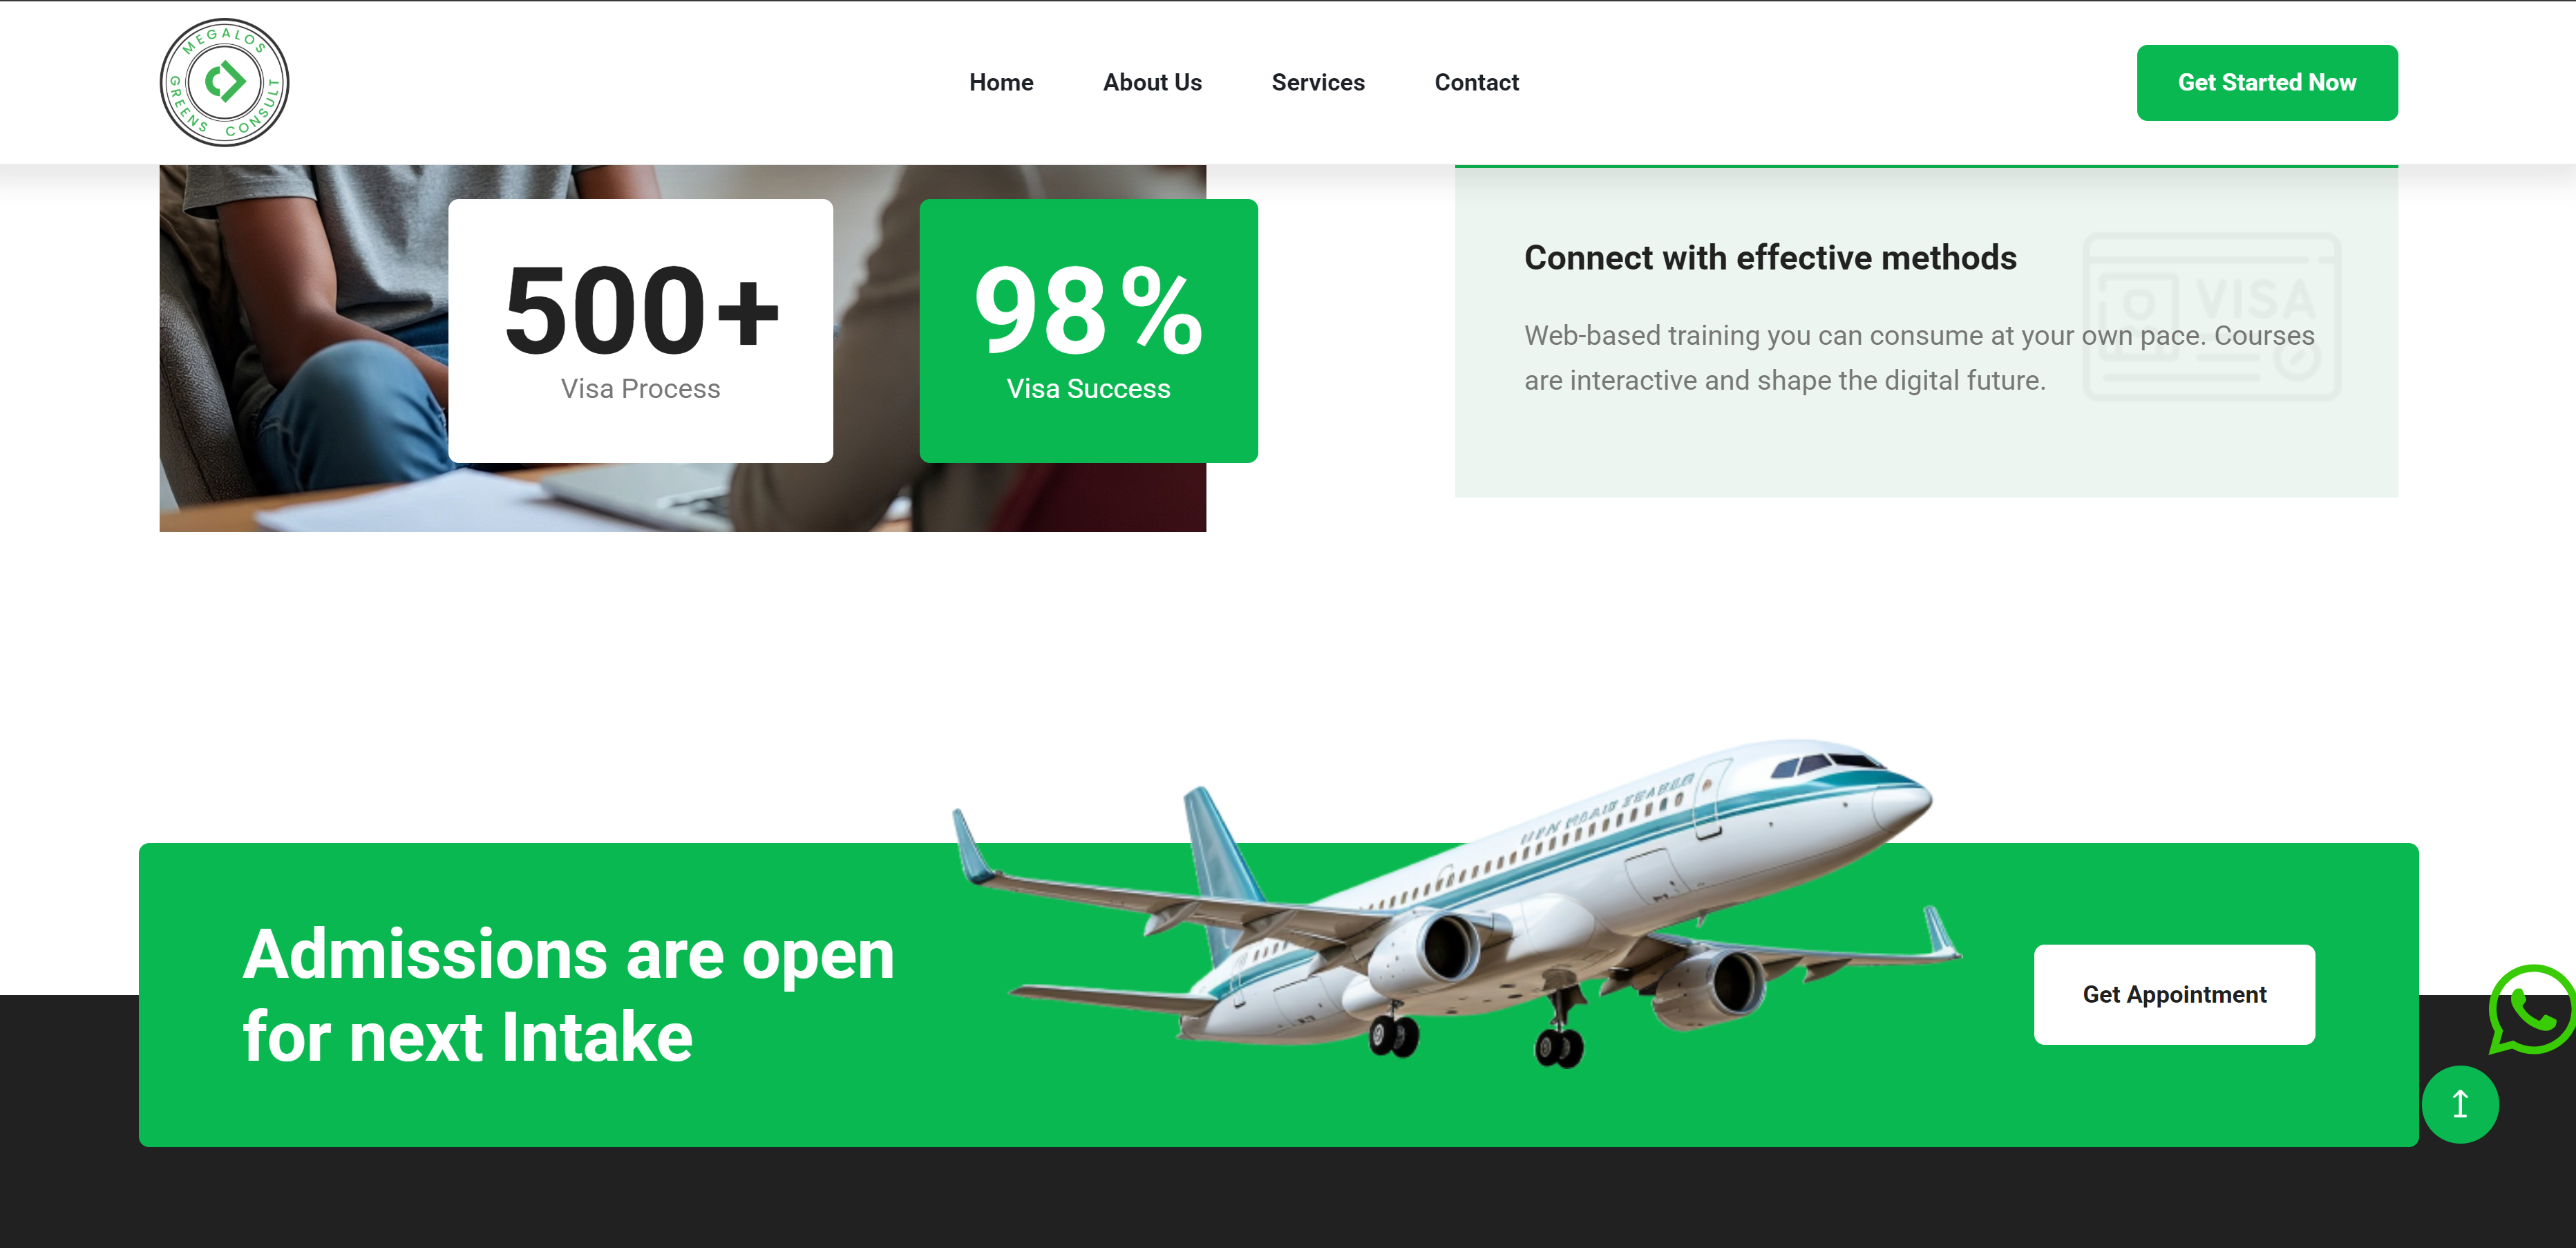 MEGALOS
GREENS CONSULT
Home
About Us
Services
Contact
Get Started Now
500+
Visa Process
98%
Visa Success
Connect with effective methods
VISA
Web-based training you can consume at your own pace. Courses
are interactive and shape the digital future.
Admissions are open
for next Intake
Get Appointment